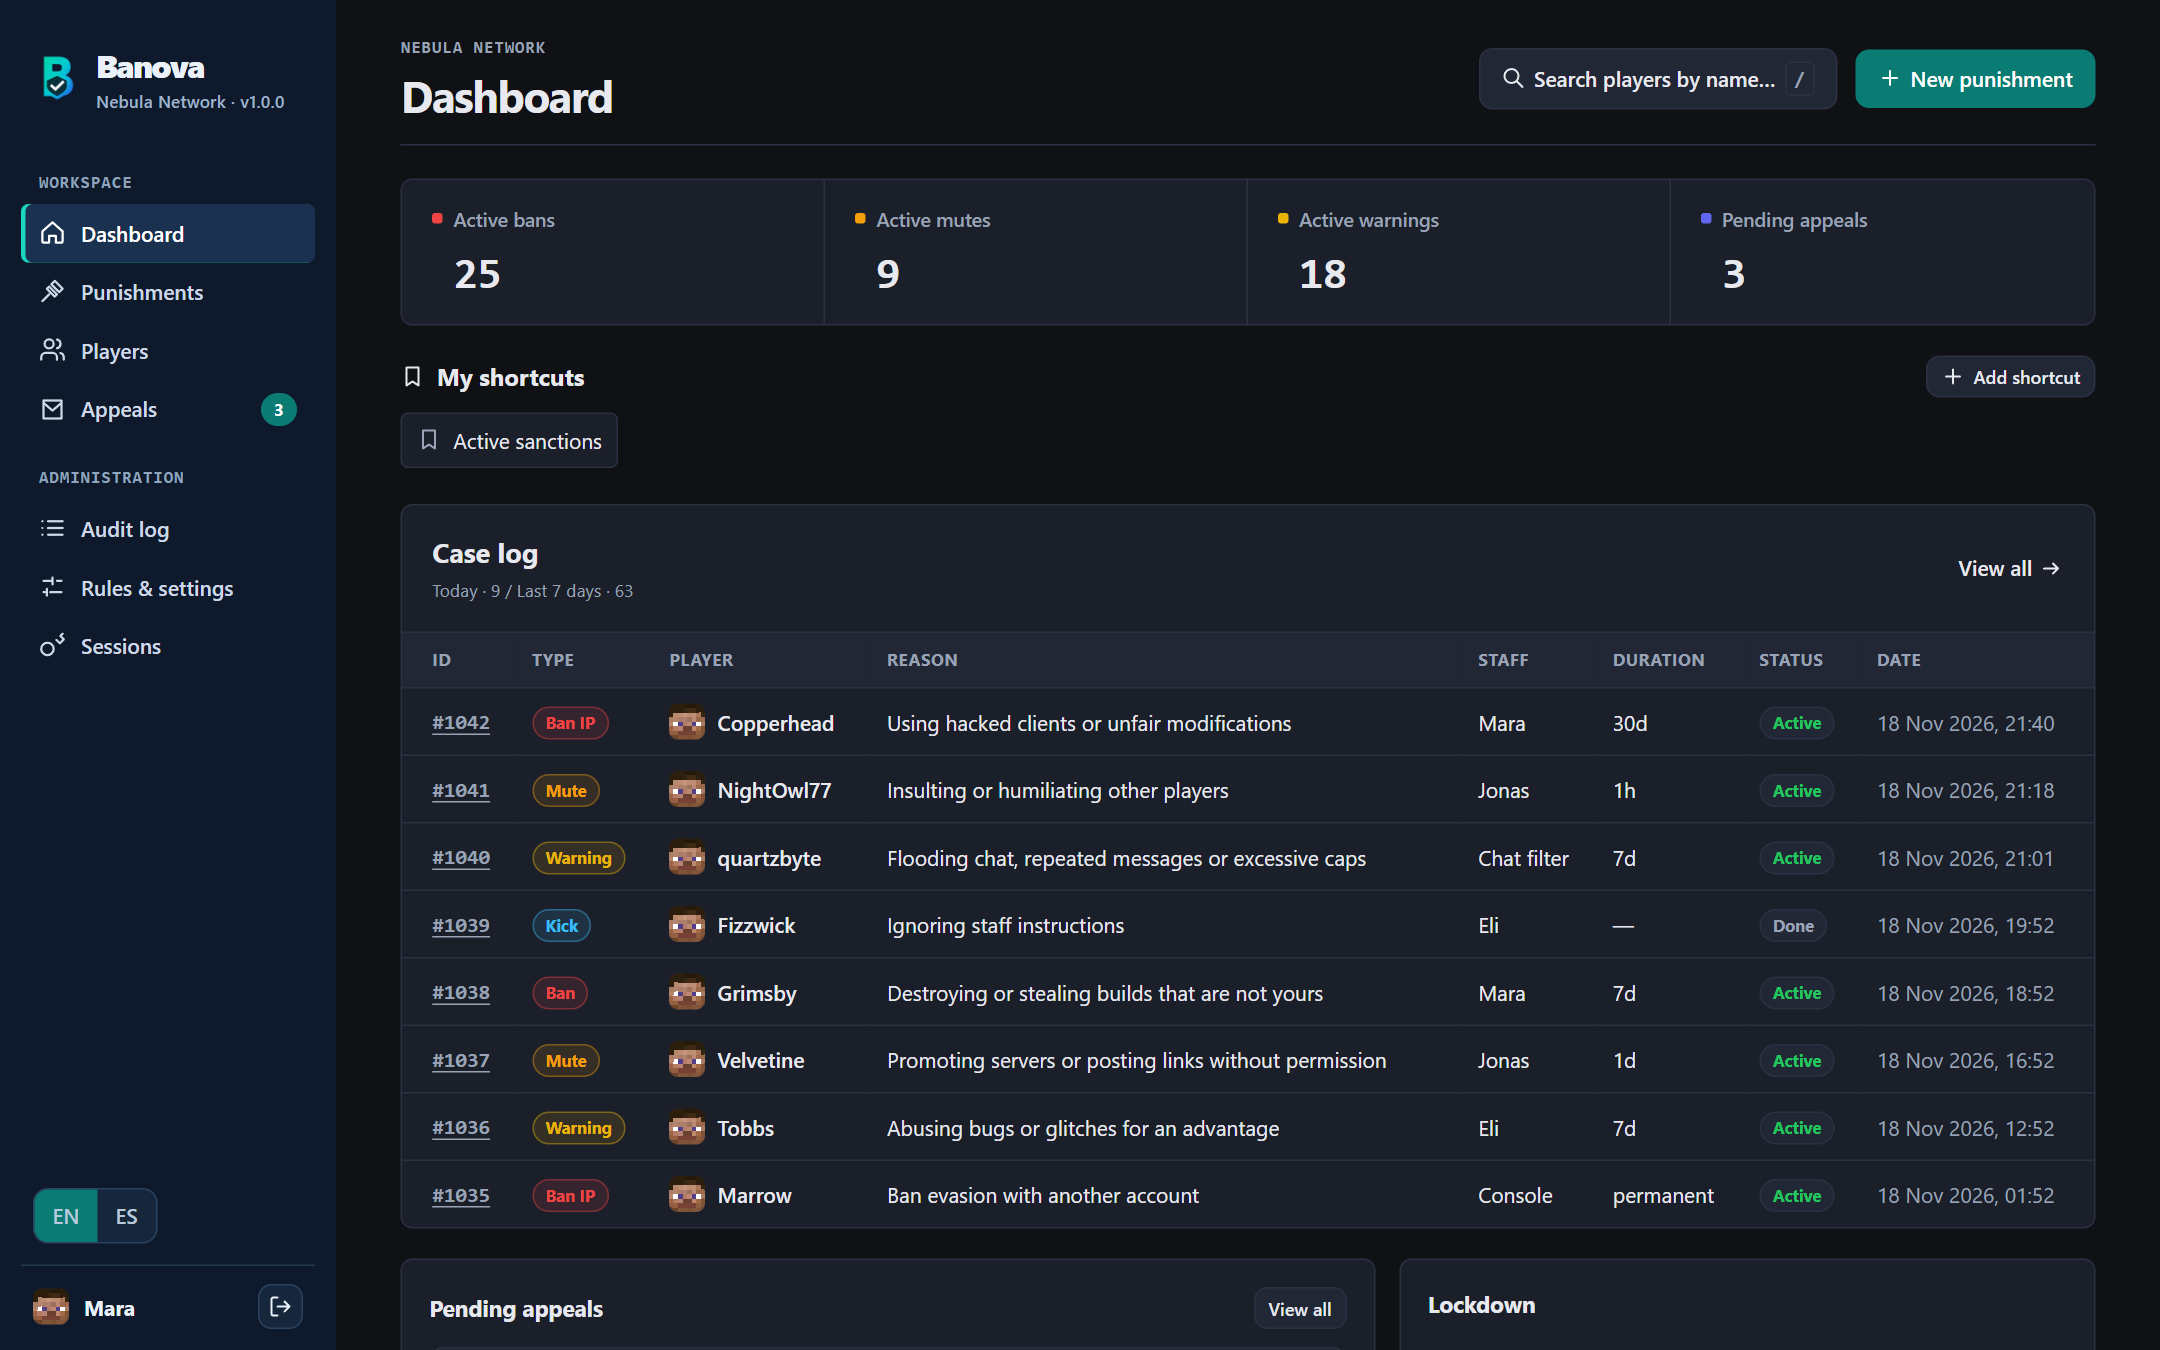 Banova
Nebula Network · v1.0.0
WORKSPACE
Dashboard
Punishments
Players
Appeals 3
ADMINISTRATION
Audit log
Rules & settings
Sessions
EN ES
Mara
NEBULA NETWORK
Dashboard
Search players by name... /
+ New punishment
Active bans
25
Active mutes
9
Active warnings
18
Pending appeals
3
My shortcuts
+ Add shortcut
Active sanctions
Case log
Today · 9 / Last 7 days · 63
View all →
ID TYPE PLAYER REASON STAFF DURATION STATUS DATE
#1042 Ban IP Copperhead Using hacked clients or unfair modifications Mara 30d Active 18 Nov 2026, 21:40
#1041 Mute NightOwl77 Insulting or humiliating other players Jonas 1h Active 18 Nov 2026, 21:18
#1040 Warning quartzbyte Flooding chat, repeated messages or excessive caps Chat filter 7d Active 18 Nov 2026, 21:01
#1039 Kick Fizzwick Ignoring staff instructions Eli — Done 18 Nov 2026, 19:52
#1038 Ban Grimsby Destroying or stealing builds that are not yours Mara 7d Active 18 Nov 2026, 18:52
#1037 Mute Velvetine Promoting servers or posting links without permission Jonas 1d Active 18 Nov 2026, 16:52
#1036 Warning Tobbs Abusing bugs or glitches for an advantage Eli 7d Active 18 Nov 2026, 12:52
#1035 Ban IP Marrow Ban evasion with another account Console permanent Active 18 Nov 2026, 01:52
Pending appeals
View all
Lockdown